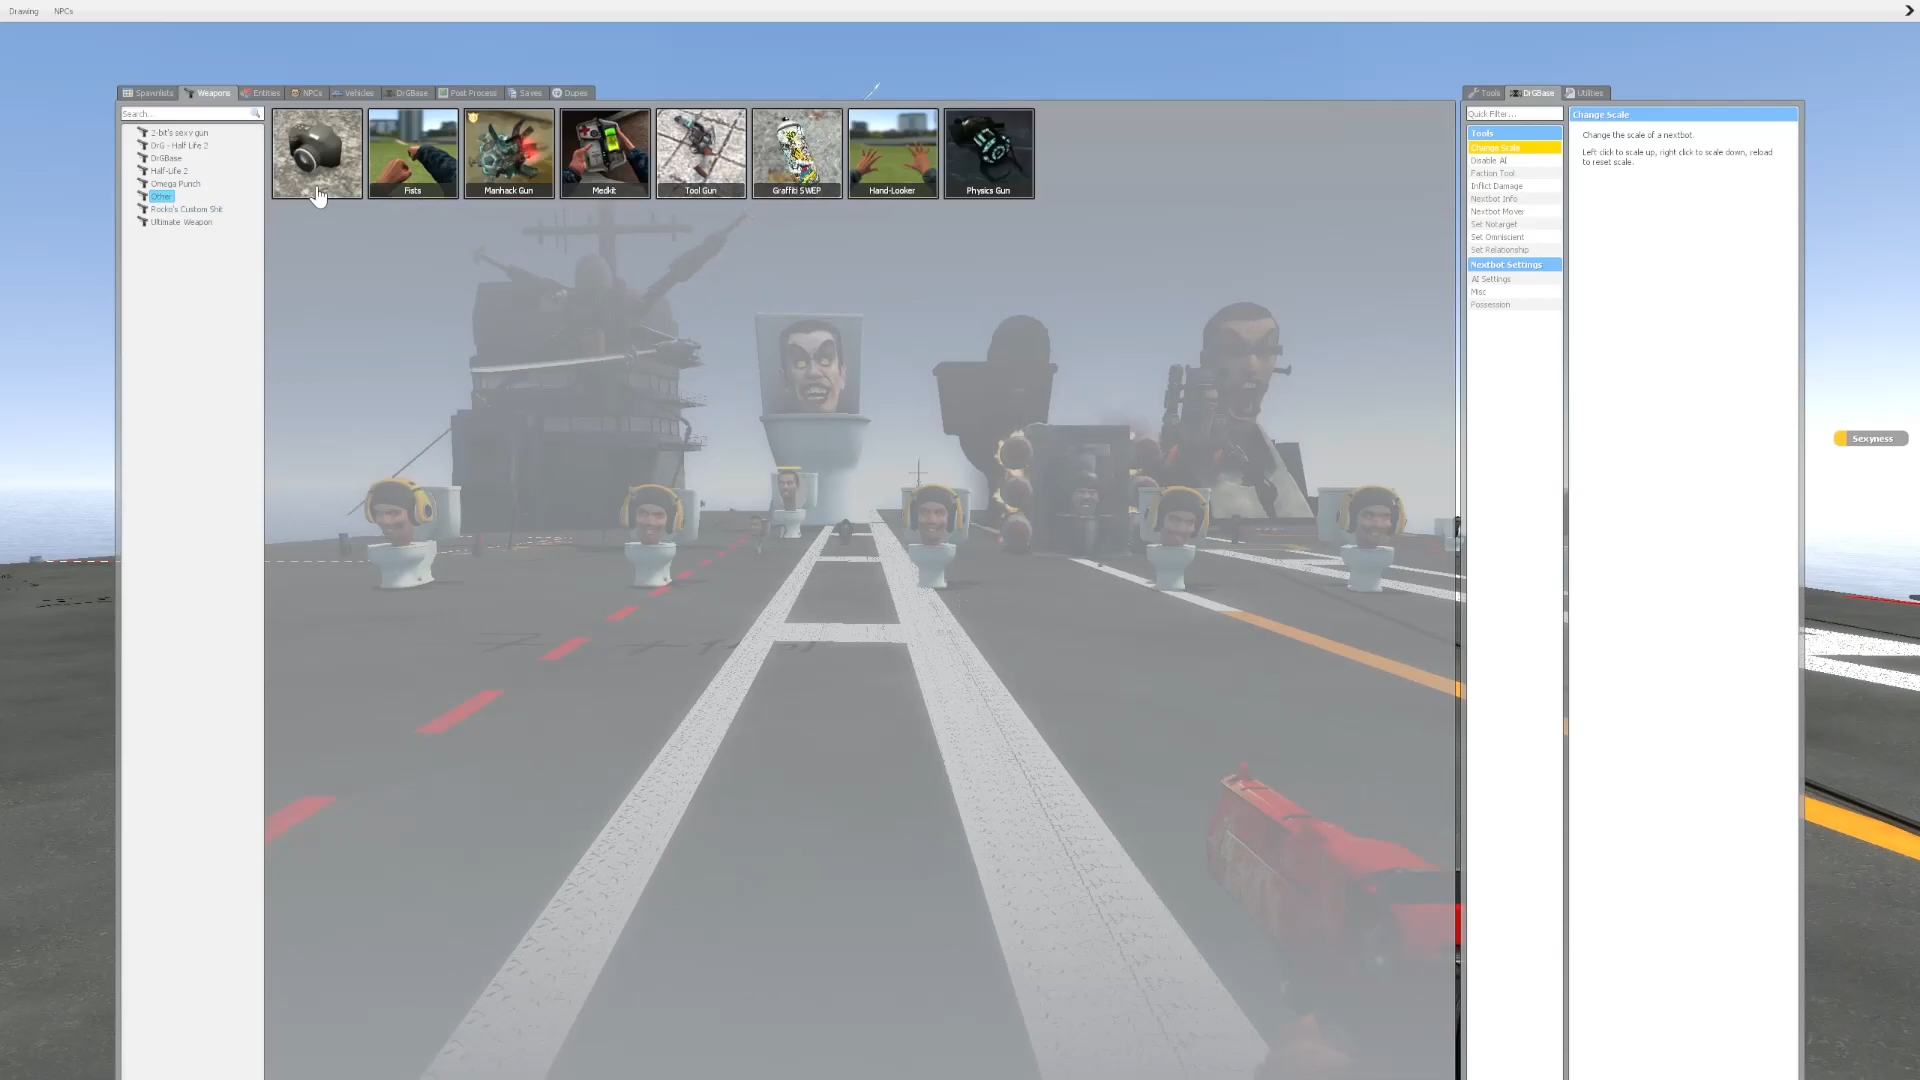 Drawing NPCs
Spawnlists Weapons Entities NPCs Vehicles DrGBase Post Process Saves Dupes
Tools DrGBase Utilities
Search...
2-bit's sexy gun
DrG - Half Life 2
DrGBase
Half-Life 2
Omega Punch
Other
Rocko's Custom Shit
Ultimate Weapon
Fists
Manhack Gun
Medkit
Tool Gun
Graffiti SWEP
Hand-Looker
Physics Gun
Quick Filter...
Tools
Change Scale
Disable AI
Faction Tool
Inflict Damage
Nextbot Info
Nextbot Mover
Set Notarget
Set Omniscient
Set Relationship
Nextbot Settings
AI Settings
Misc
Possession
Change Scale
Change the scale of a nextbot.
Left click to scale up, right click to scale down, reload
to reset scale.
Sexyness